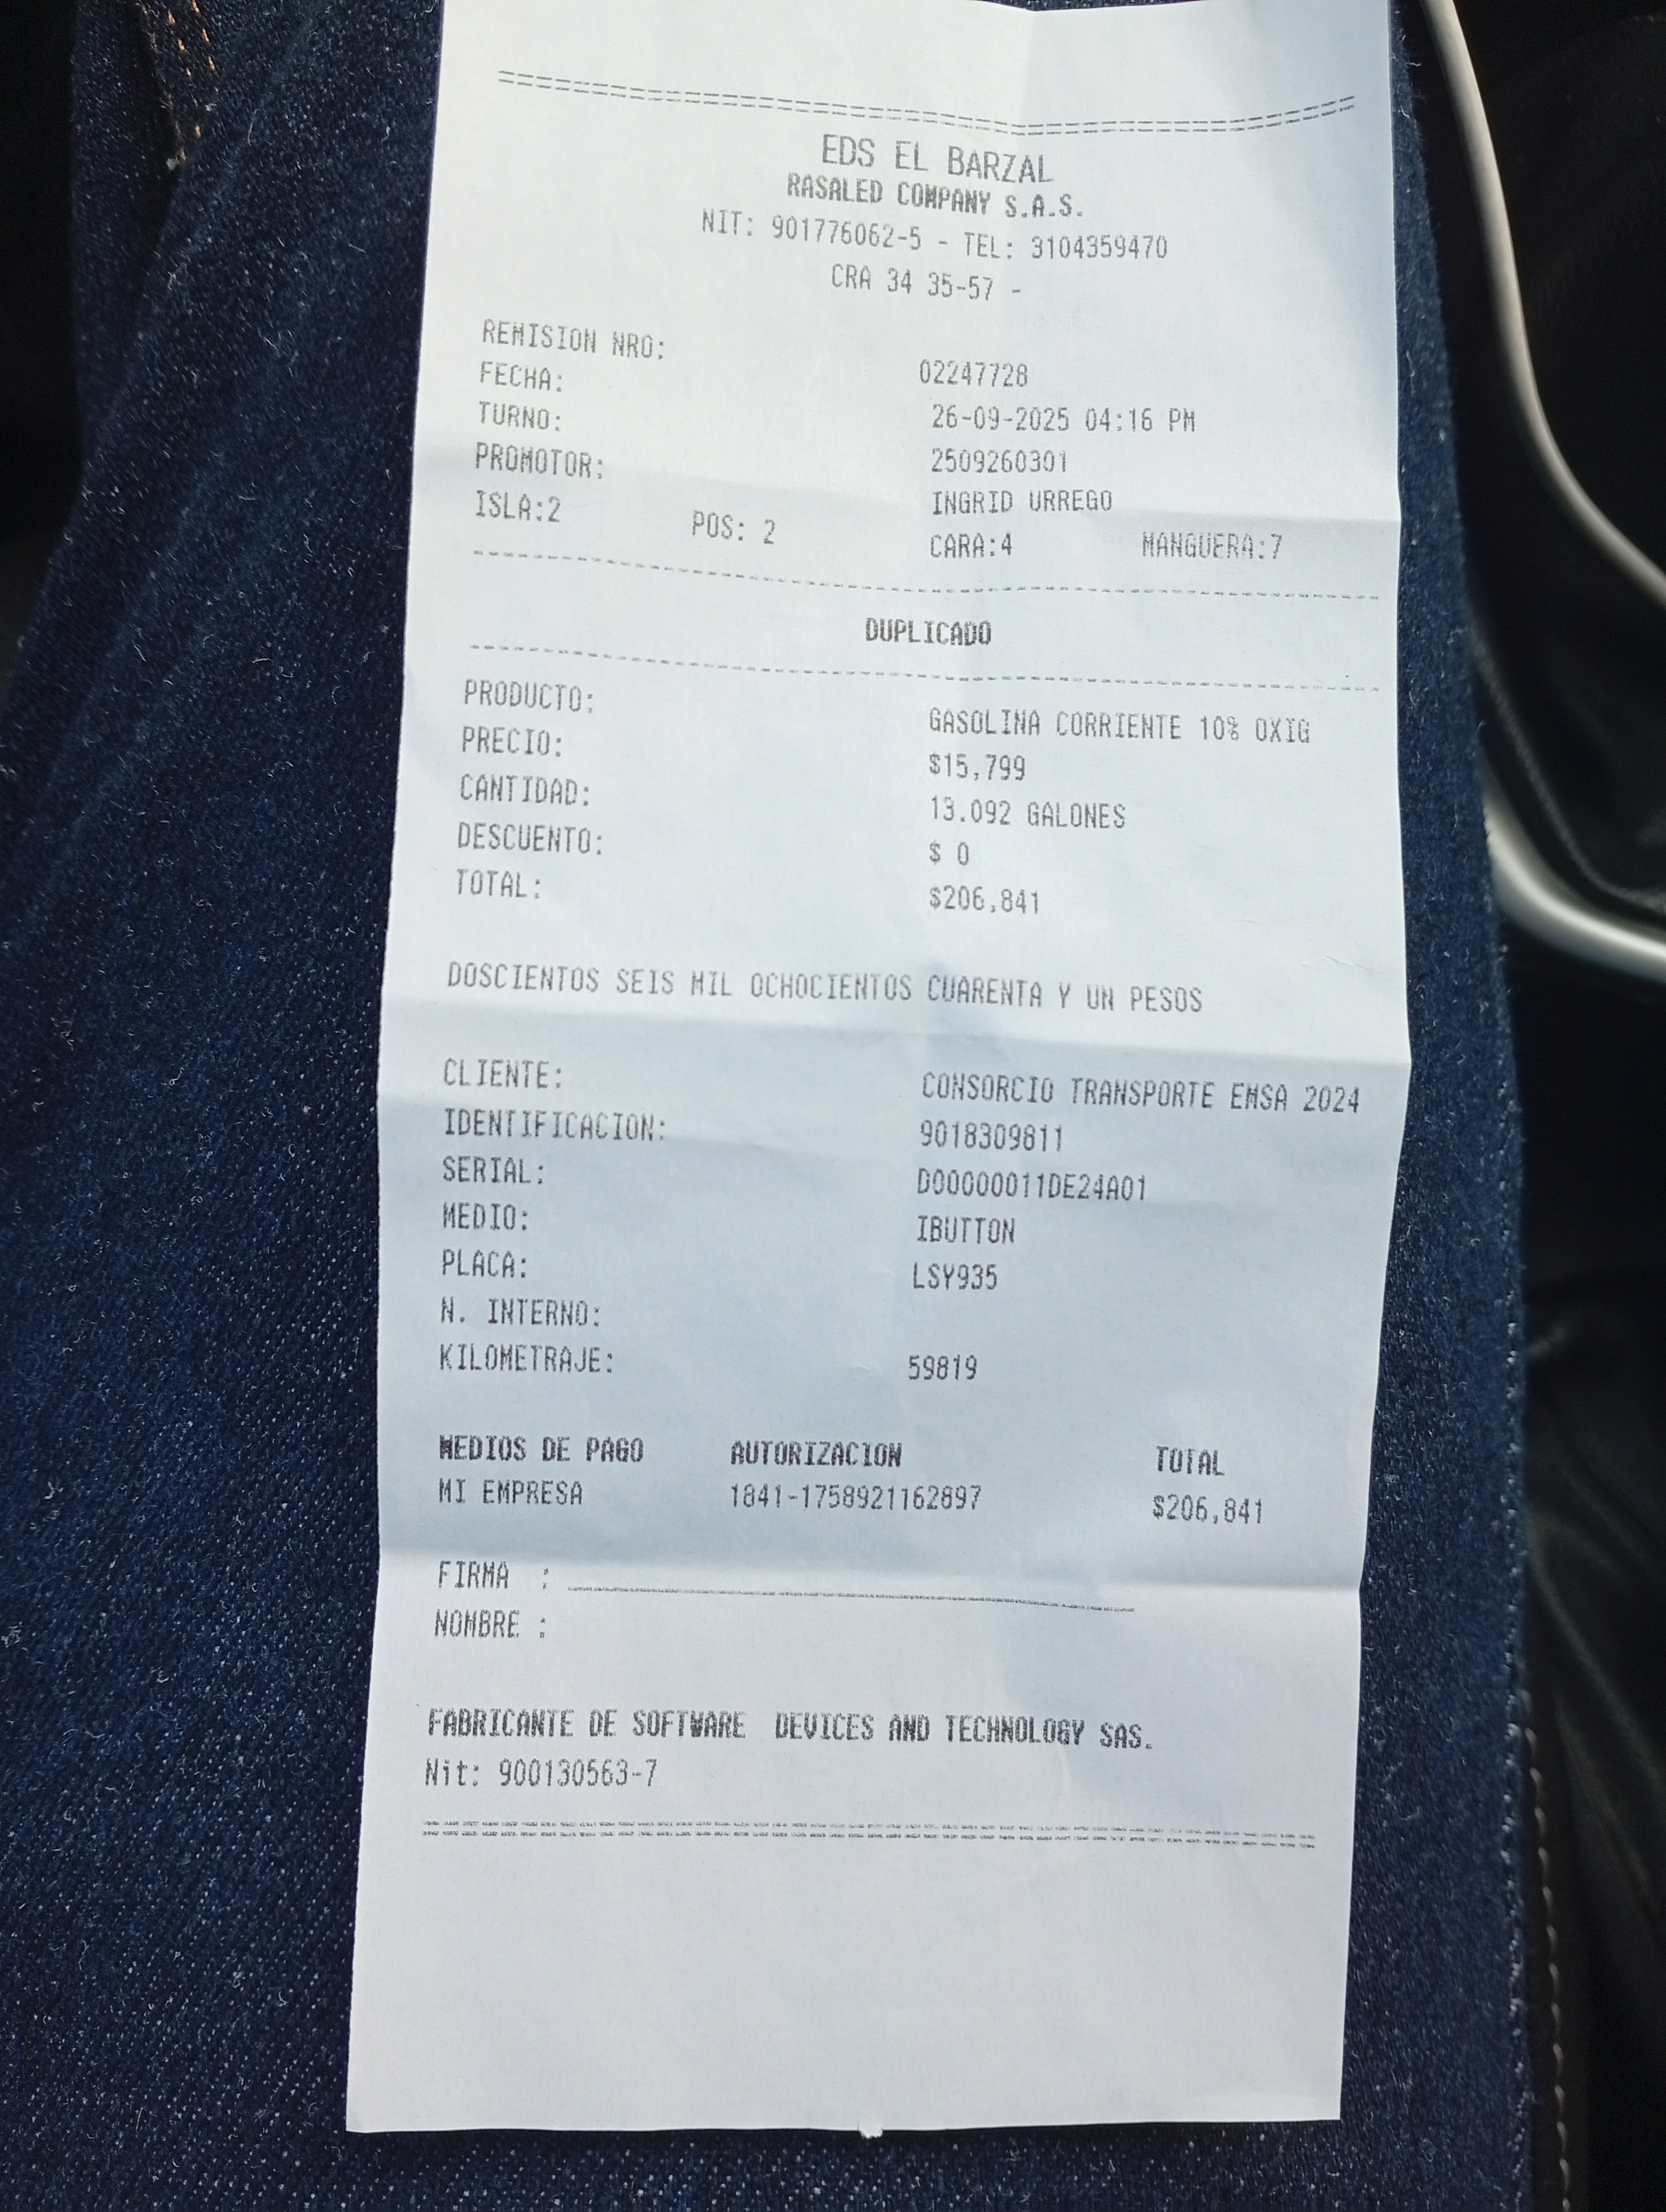 EDS EL BARZAL
RASALED COMPANY S.A.S.
NIT: 901776062-5 - TEL: 3104359470
CRA 34 35-57 -
REMISION NRO: 02247728
FECHA: 26-09-2025 04:16 PM
TURNO: 2509260301
PROMOTOR: INGRID URREGO
ISLA:2 POS: 2 CARA:4 MANGUERA:7
DUPLICADO
PRODUCTO: GASOLINA CORRIENTE 10% OXIG
PRECIO: $15,799
CANTIDAD: 13.092 GALONES
DESCUENTO: $ 0
TOTAL: $206,841
DOSCIENTOS SEIS MIL OCHOCIENTOS CUARENTA Y UN PESOS
CLIENTE: CONSORCIO TRANSPORTE EMSA 2024
IDENTIFICACION: 9018309811
SERIAL: D00000011DE24A01
MEDIO: IBUTTON
PLACA: LSY935
N. INTERNO:
KILOMETRAJE: 59819
MEDIOS DE PAGO AUTORIZACION TOTAL
MI EMPRESA 1841-1758921162897 $206,841
FIRMA :
NOMBRE :
FABRICANTE DE SOFTWARE DEVICES AND TECHNOLOGY SAS.
Nit: 900130563-7